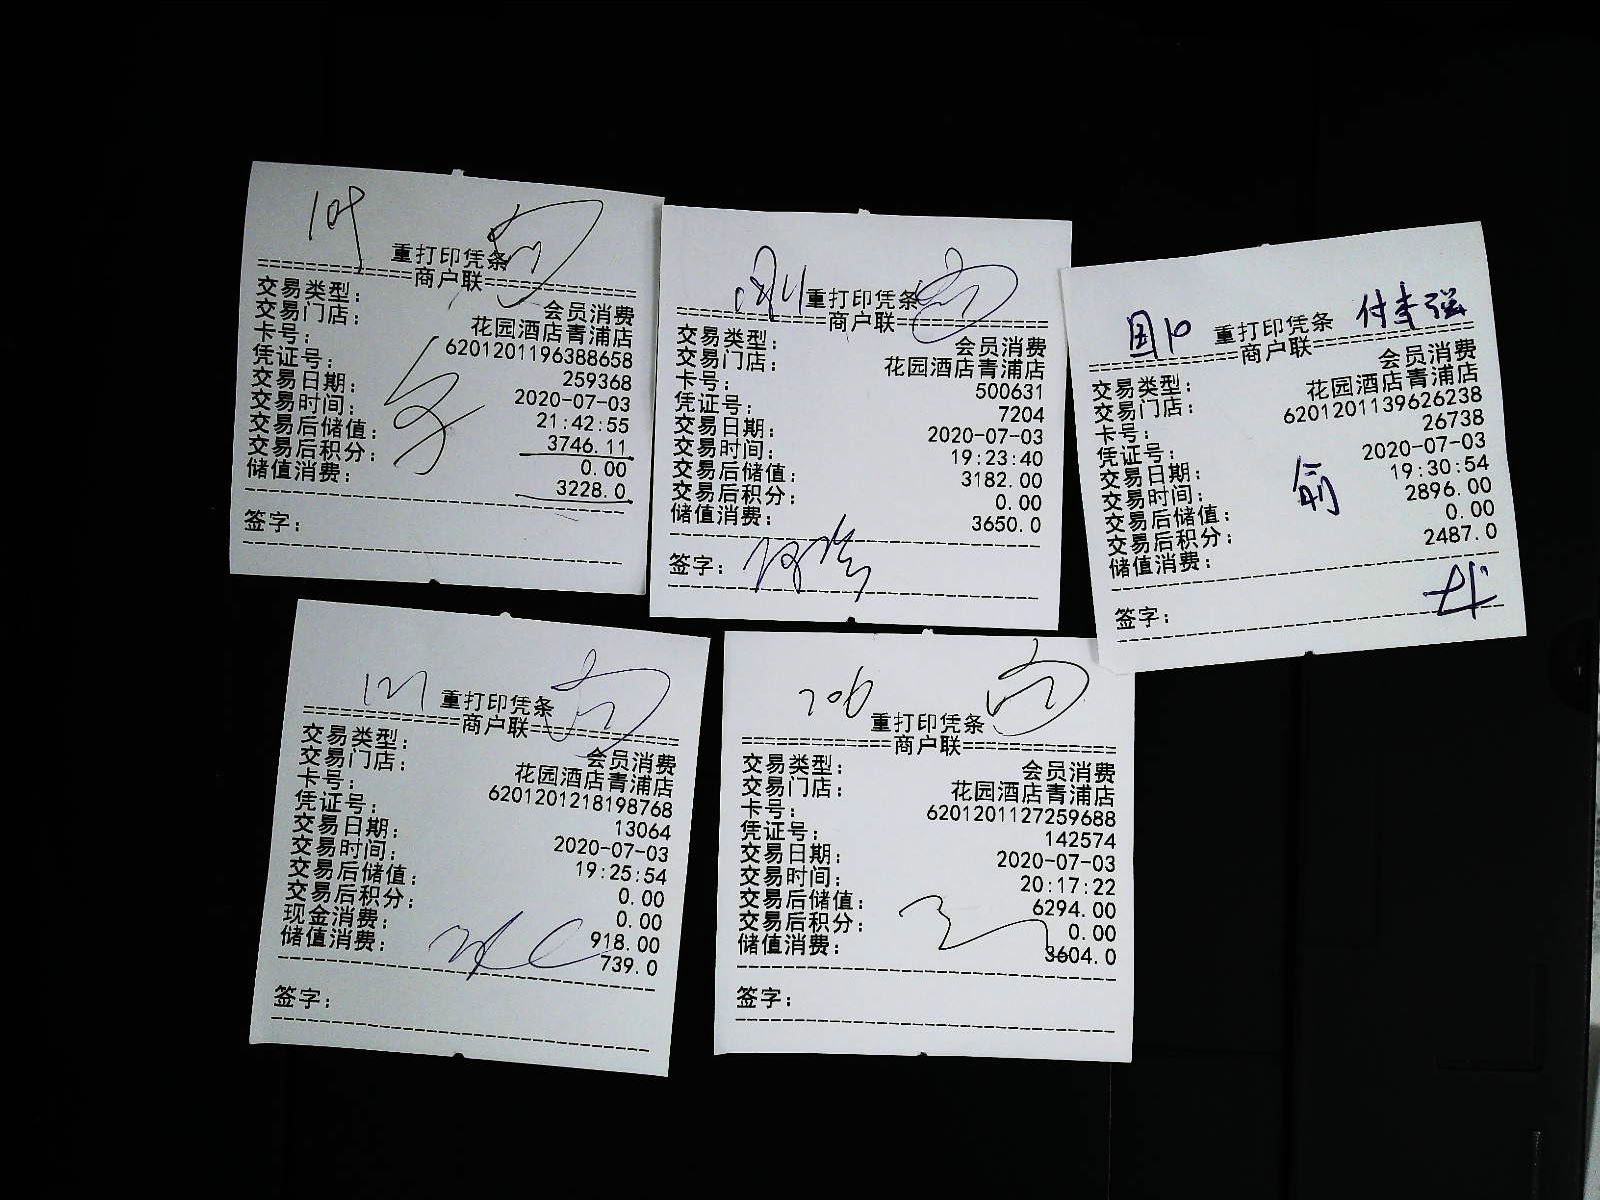 109
重打印凭条
==============商户联==============
交易类型: 会员消费
交易门店: 花园酒店青浦店
卡号: 6201201196388658
凭证号: 259368
交易日期: 2020-07-03
交易时间: 21:42:55
交易后储值: 3746.11
交易后积分: 0.00
储值消费: 3228.0
签字:
重打印凭条
==============商户联==============
交易类型: 会员消费
交易门店: 花园酒店青浦店
卡号: 500631
凭证号: 7204
交易日期: 2020-07-03
交易时间: 19:23:40
交易后储值: 3182.00
交易后积分: 0.00
储值消费: 3650.0
签字:
重打印凭条
==============商户联==============
交易类型: 会员消费
交易门店: 花园酒店青浦店
卡号: 6201201139626238
凭证号: 26738
交易日期: 2020-07-03
交易时间: 19:30:54
交易后储值: 2896.00
交易后积分: 0.00
储值消费: 2487.0
签字:
重打印凭条
==============商户联==============
交易类型: 会员消费
交易门店: 花园酒店青浦店
卡号: 6201201218198768
凭证号: 13064
交易日期: 2020-07-03
交易时间: 19:25:54
交易后储值: 0.00
交易后积分: 0.00
现金消费: 918.00
储值消费: 739.0
签字:
206
重打印凭条
==============商户联==============
交易类型: 会员消费
交易门店: 花园酒店青浦店
卡号: 6201201127259688
凭证号: 142574
交易日期: 2020-07-03
交易时间: 20:17:22
交易后储值: 6294.00
交易后积分: 0.00
储值消费: 3604.0
签字: